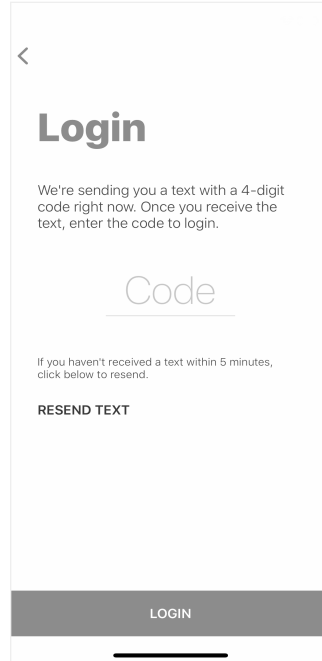 Login
We're sending you a text with a 4-digit
code right now. Once you receive the
text, enter the code to login.
Code
If you haven't received a text within 5 minutes,
click below to resend.
RESEND TEXT
LOGIN